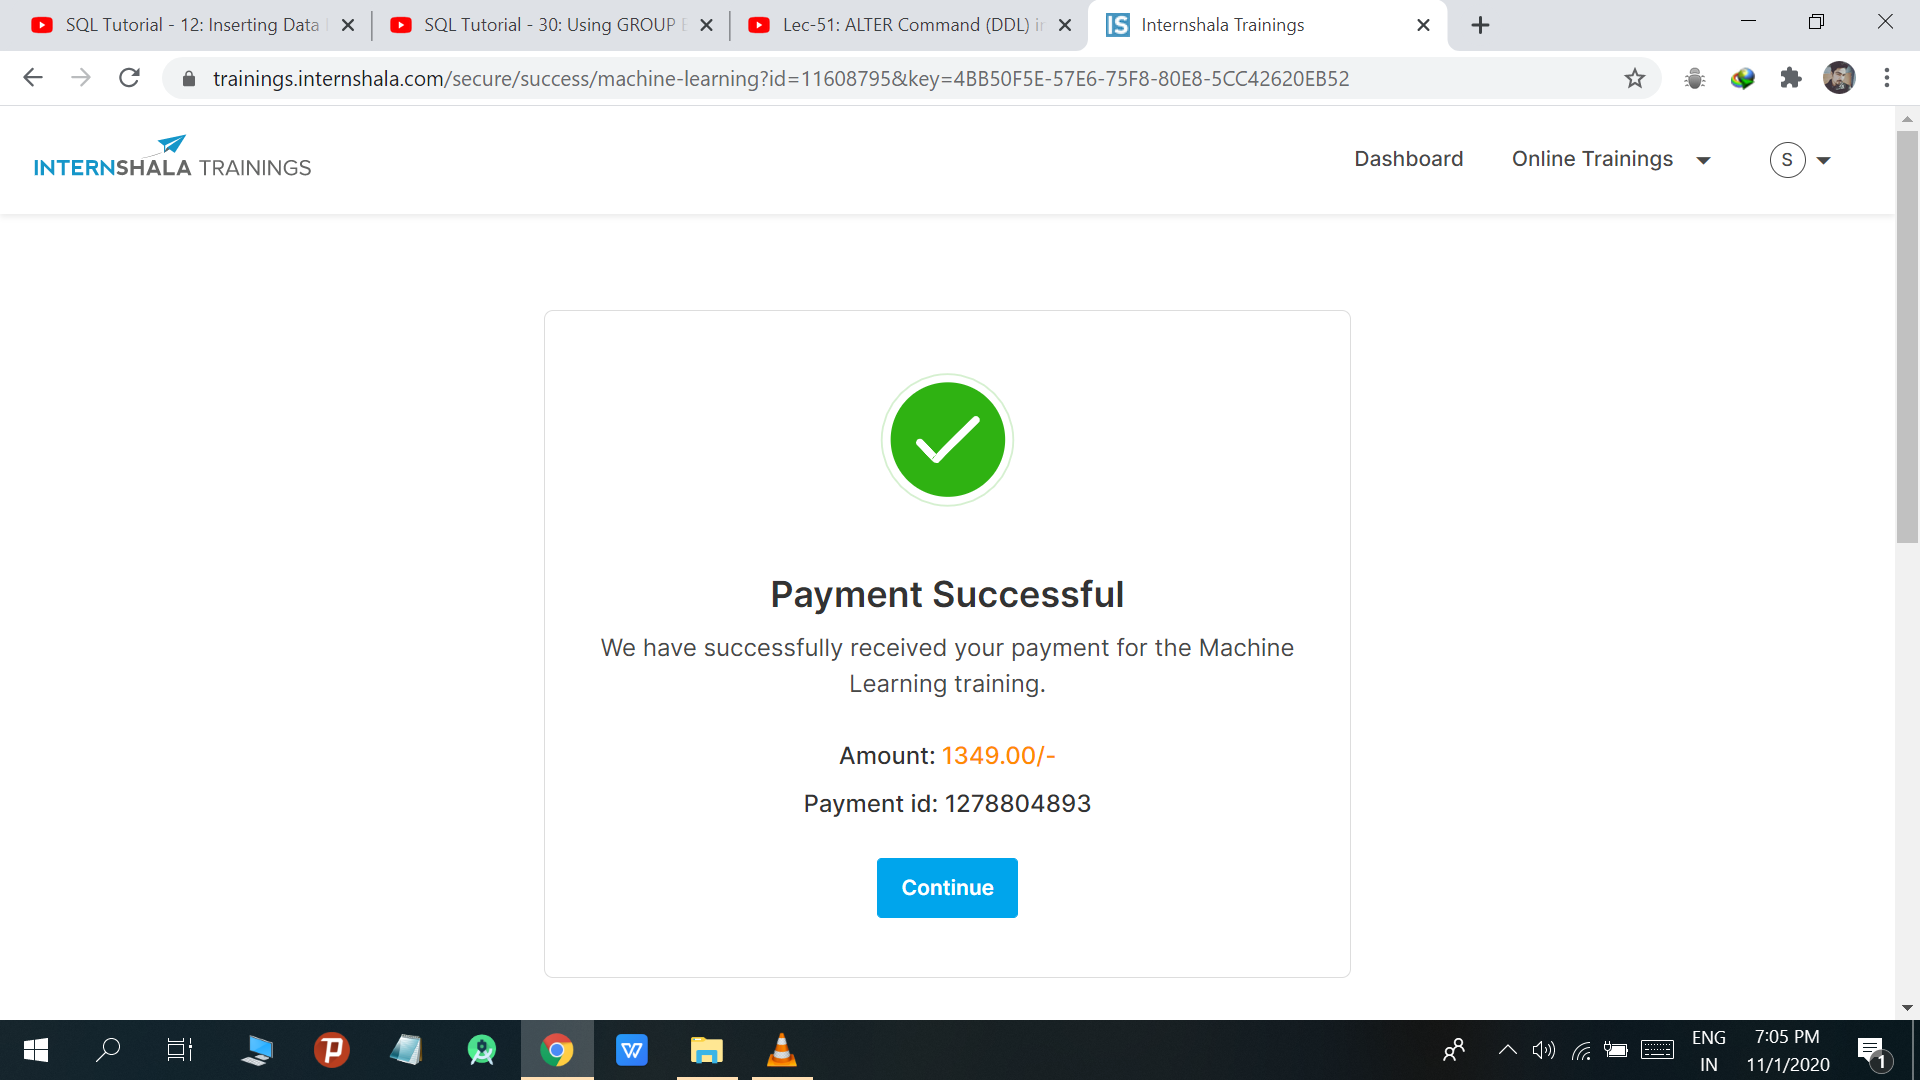 SQL Tutorial - 12: Inserting Data
SQL Tutorial - 30: Using GROUP
Lec-51: ALTER Command (DDL) i
Internshala Trainings
trainings.internshala.com/secure/success/machine-learning?id=11608795&key=4BB50F5E-57E6-75F8-80E8-5CC42620EB52
INTERNSHALA TRAININGS
Dashboard
Online Trainings
S
Payment Successful
We have successfully received your payment for the Machine
Learning training.
Amount: 1349.00/-
Payment id: 1278804893
Continue
ENG
IN
7:05 PM
11/1/2020
1